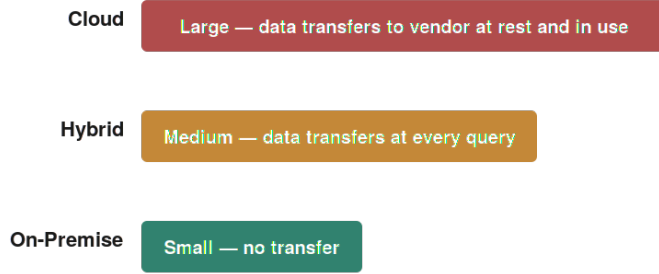 Cloud
Large — data transfers to vendor at rest and in use
Hybrid
Medium — data transfers at every query
On-Premise
Small — no transfer